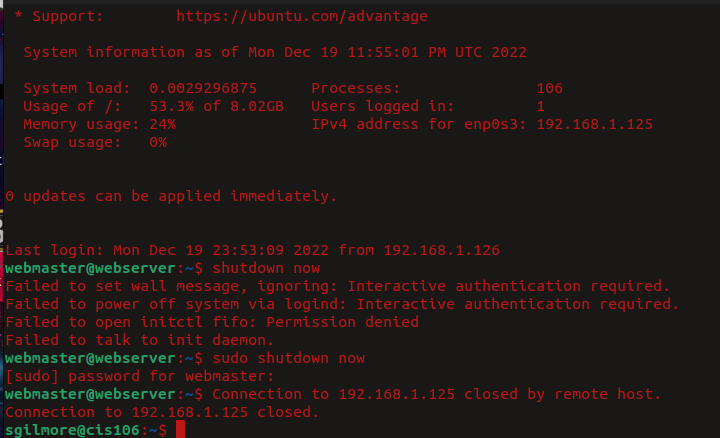 * Support:        https://ubuntu.com/advantage

  System information as of Mon Dec 19 11:55:01 PM UTC 2022

  System load:  0.0029296875      Processes:               106
  Usage of /:   53.3% of 8.02GB   Users logged in:         1
  Memory usage: 24%               IPv4 address for enp0s3: 192.168.1.125
  Swap usage:   0%


0 updates can be applied immediately.


Last login: Mon Dec 19 23:53:09 2022 from 192.168.1.126
webmaster@webserver:~$ shutdown now
Failed to set wall message, ignoring: Interactive authentication required.
Failed to power off system via logind: Interactive authentication required.
Failed to open initctl fifo: Permission denied
Failed to talk to init daemon.
webmaster@webserver:~$ sudo shutdown now
[sudo] password for webmaster:
webmaster@webserver:~$ Connection to 192.168.1.125 closed by remote host.
Connection to 192.168.1.125 closed.
sgilmore@cis106:~$